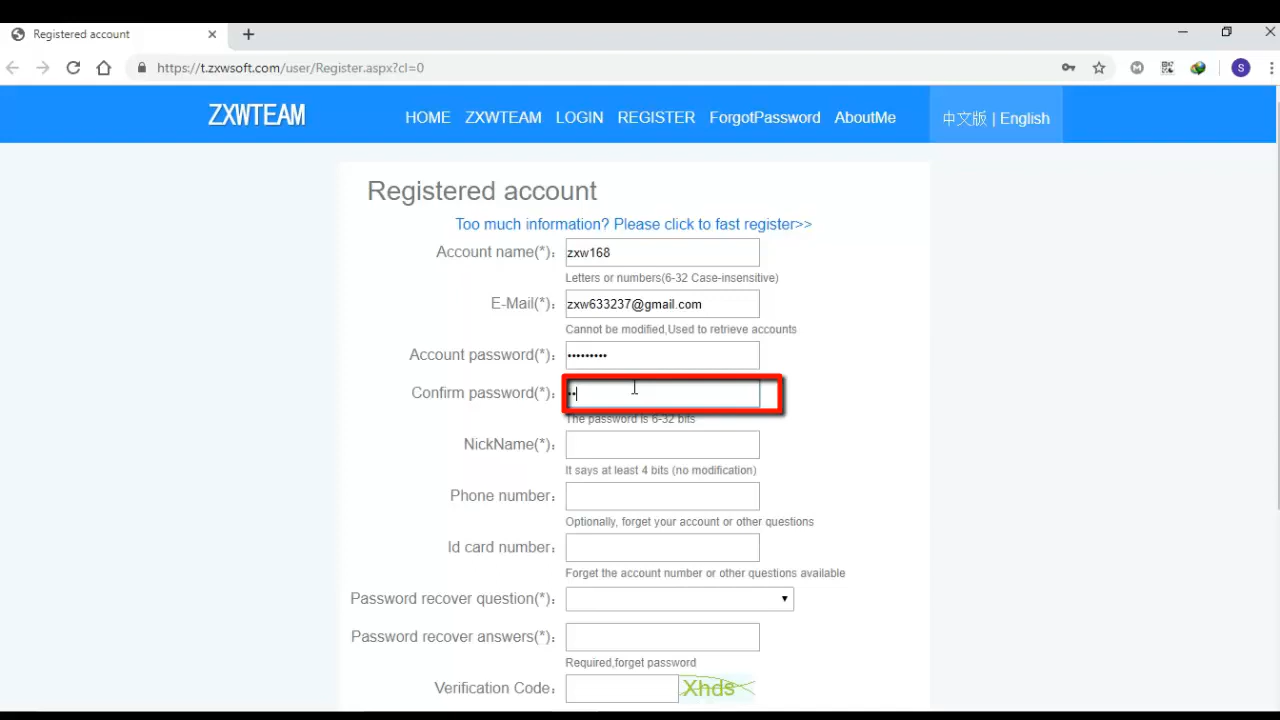 Registered account
https://t.zxwsoft.com/user/Register.aspx?cl=0
S
ZXWTEAM
HOME ZXWTEAM LOGIN REGISTER ForgotPassword AboutMe 中文版 | English
Registered account
Too much information? Please click to fast register>>
Account name(*)： zxw168
Letters or numbers(6-32 Case-insensitive)
E-Mail(*)： zxw633237@gmail.com
Cannot be modified,Used to retrieve accounts
Account password(*)： •••••••••
Confirm password(*)： ••
The password is 6-32 bits
NickName(*)：
It says at least 4 bits (no modification)
Phone number：
Optionally, forget your account or other questions
Id card number：
Forget the account number or other questions available
Password recover question(*)：
Password recover answers(*)：
Required,forget password
Verification Code： Xhds